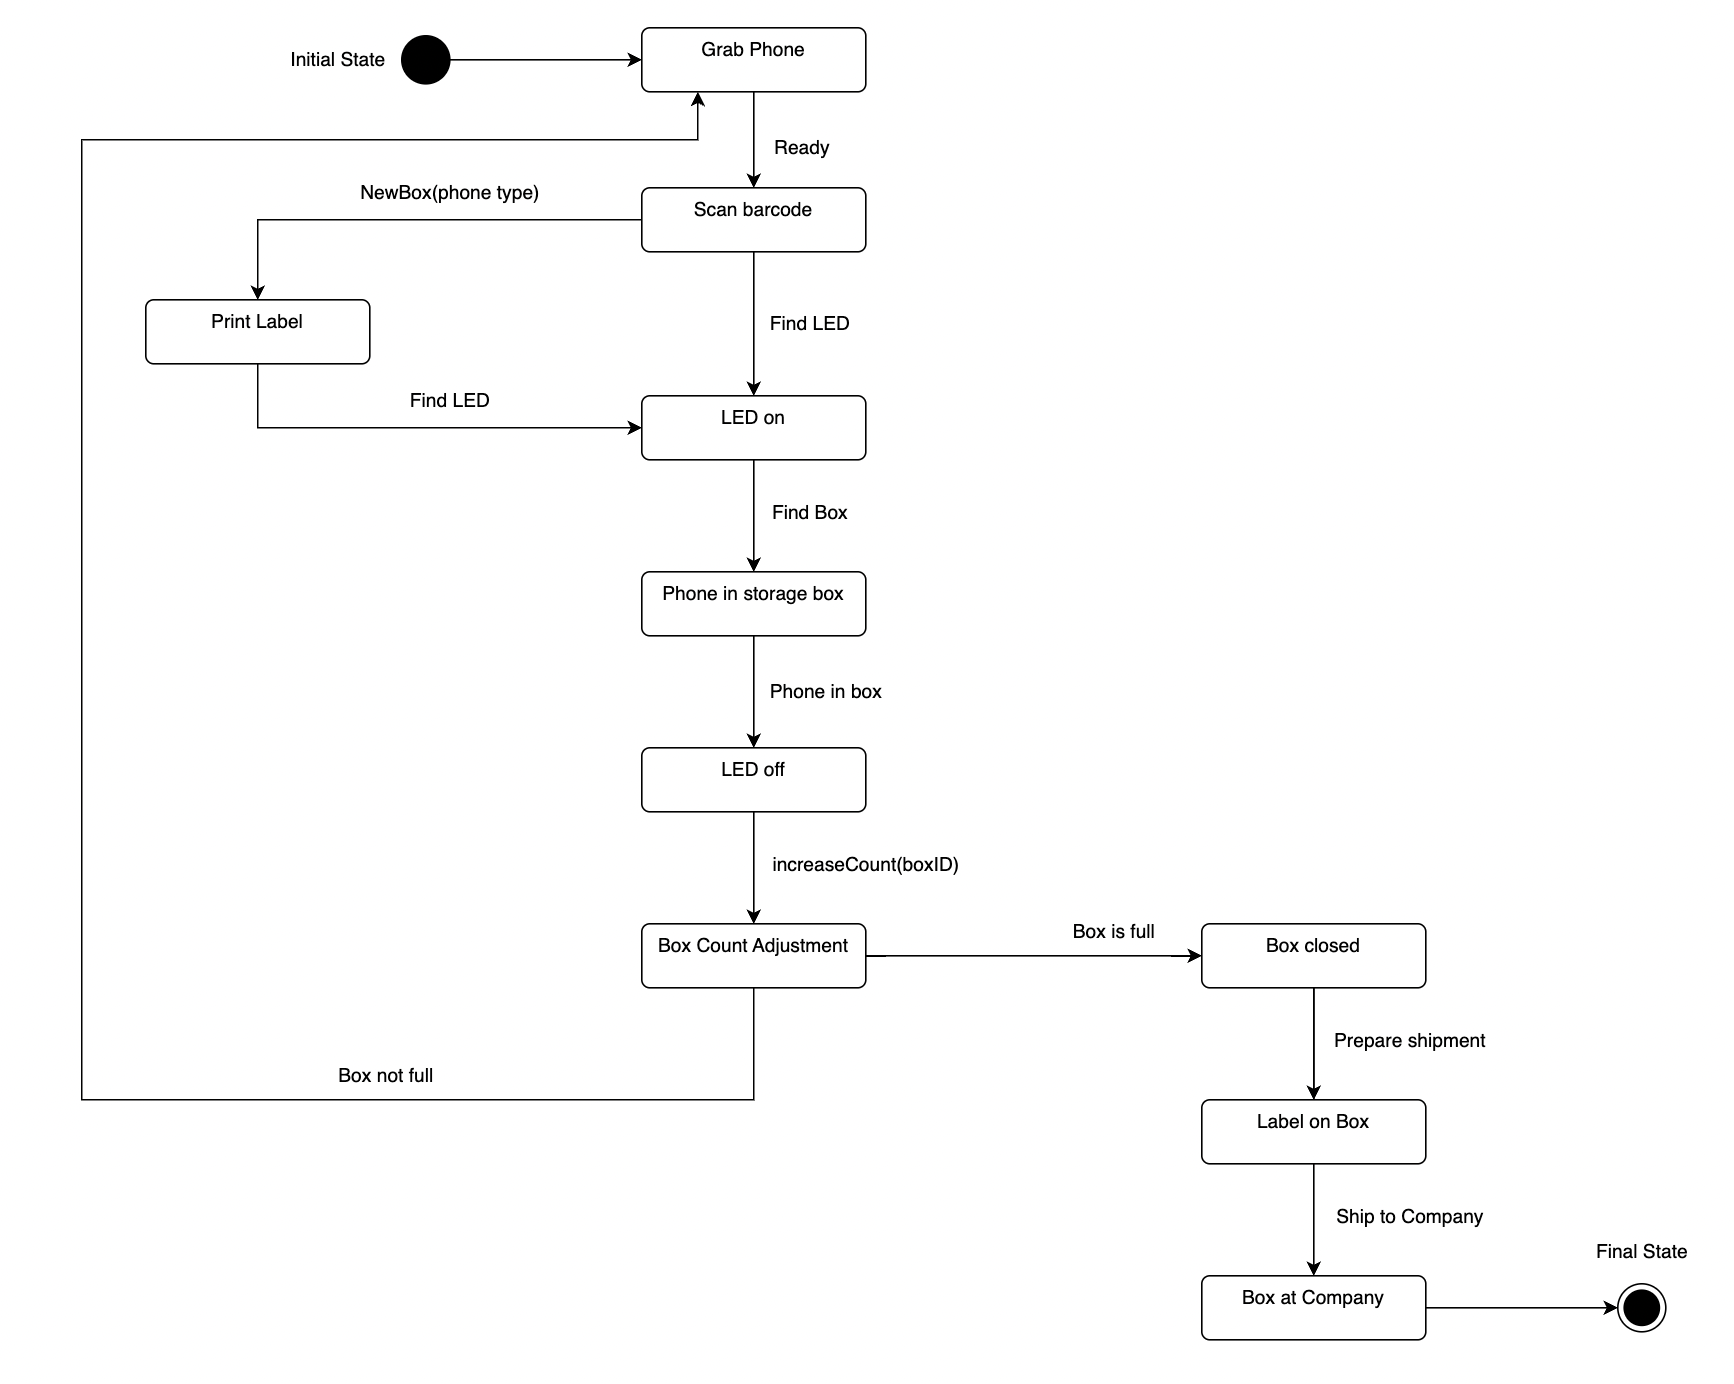 Initial State
Grab Phone
Ready
NewBox(phone type)
Scan barcode
Print Label
Find LED
Find LED
LED on
Find Box
Phone in storage box
Phone in box
LED off
increaseCount(boxID)
Box Count Adjustment
Box is full
Box closed
Box not full
Prepare shipment
Label on Box
Ship to Company
Final State
Box at Company